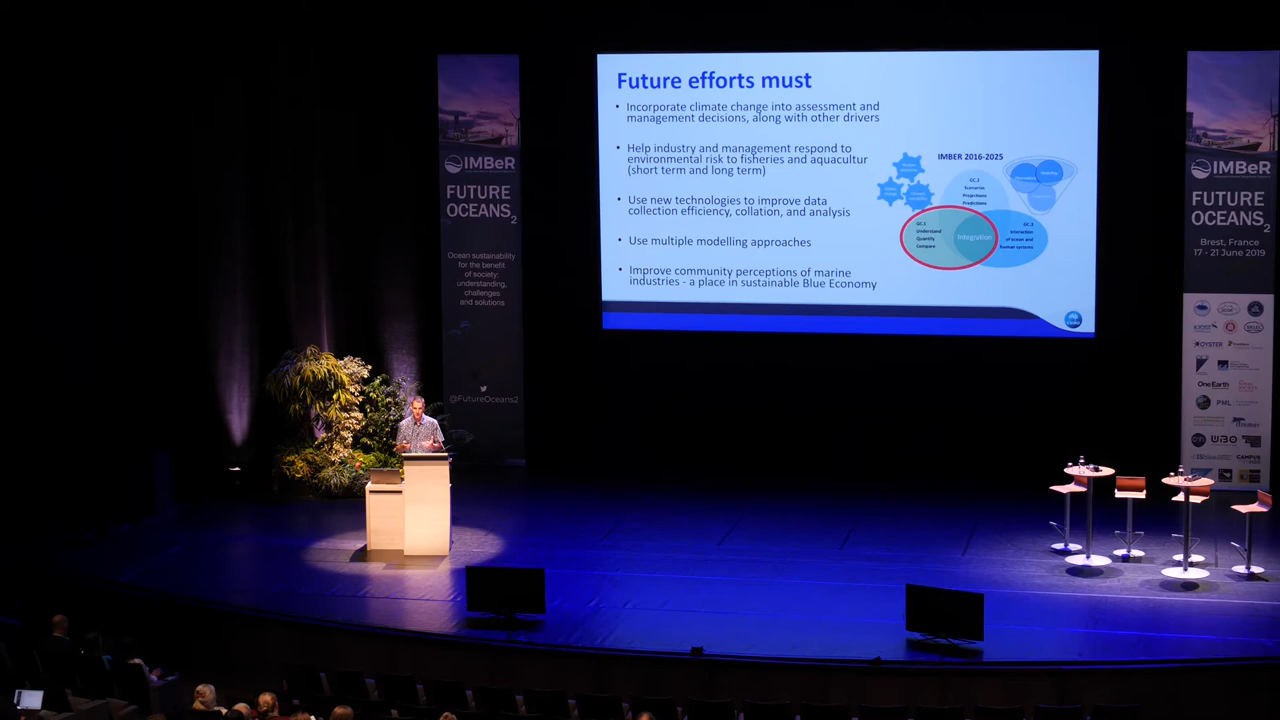 IMBeR
FUTURE
OCEANS2
Ocean sustainability
for the benefit
of society:
understanding,
challenges
and solutions
@FutureOceans2
Future efforts must
• Incorporate climate change into assessment and
management decisions, along with other drivers
• Help industry and management respond to
environmental risk to fisheries and aquacultur
(short term and long term)
• Use new technologies to improve data
collection efficiency, collation, and analysis
• Use multiple modelling approaches
• Improve community perceptions of marine
industries - a place in sustainable Blue Economy
IMBER 2016-2025
GC.2
Scenarios
Projections
Predictions
GC.1
Understand
Quantify
Compare
Integration
GC.3
Interaction
of ocean and
human systems
IMBeR
FUTURE
OCEANS2
Brest, France
17 - 21 June 2019
OYSTER
One Earth
PML
UBO
CAMPUS